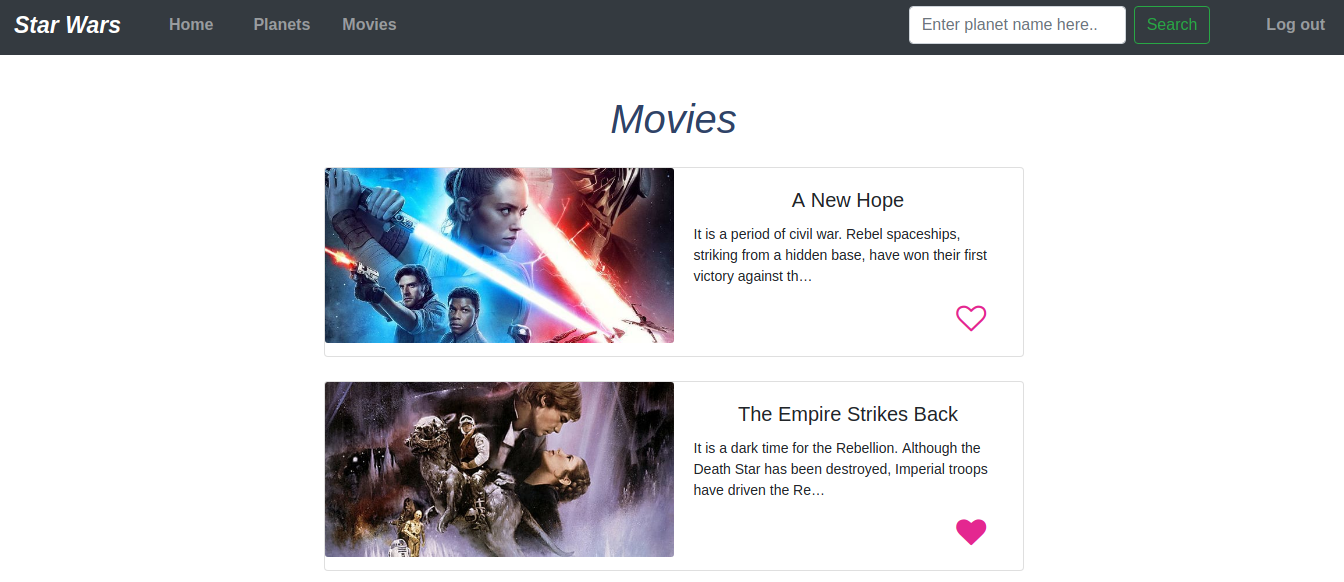 Star Wars
Home
Planets
Movies
Enter planet name here..
Search
Log out
Movies
A New Hope
It is a period of civil war. Rebel spaceships,
striking from a hidden base, have won their first
victory against th…
The Empire Strikes Back
It is a dark time for the Rebellion. Although the
Death Star has been destroyed, Imperial troops
have driven the Re…